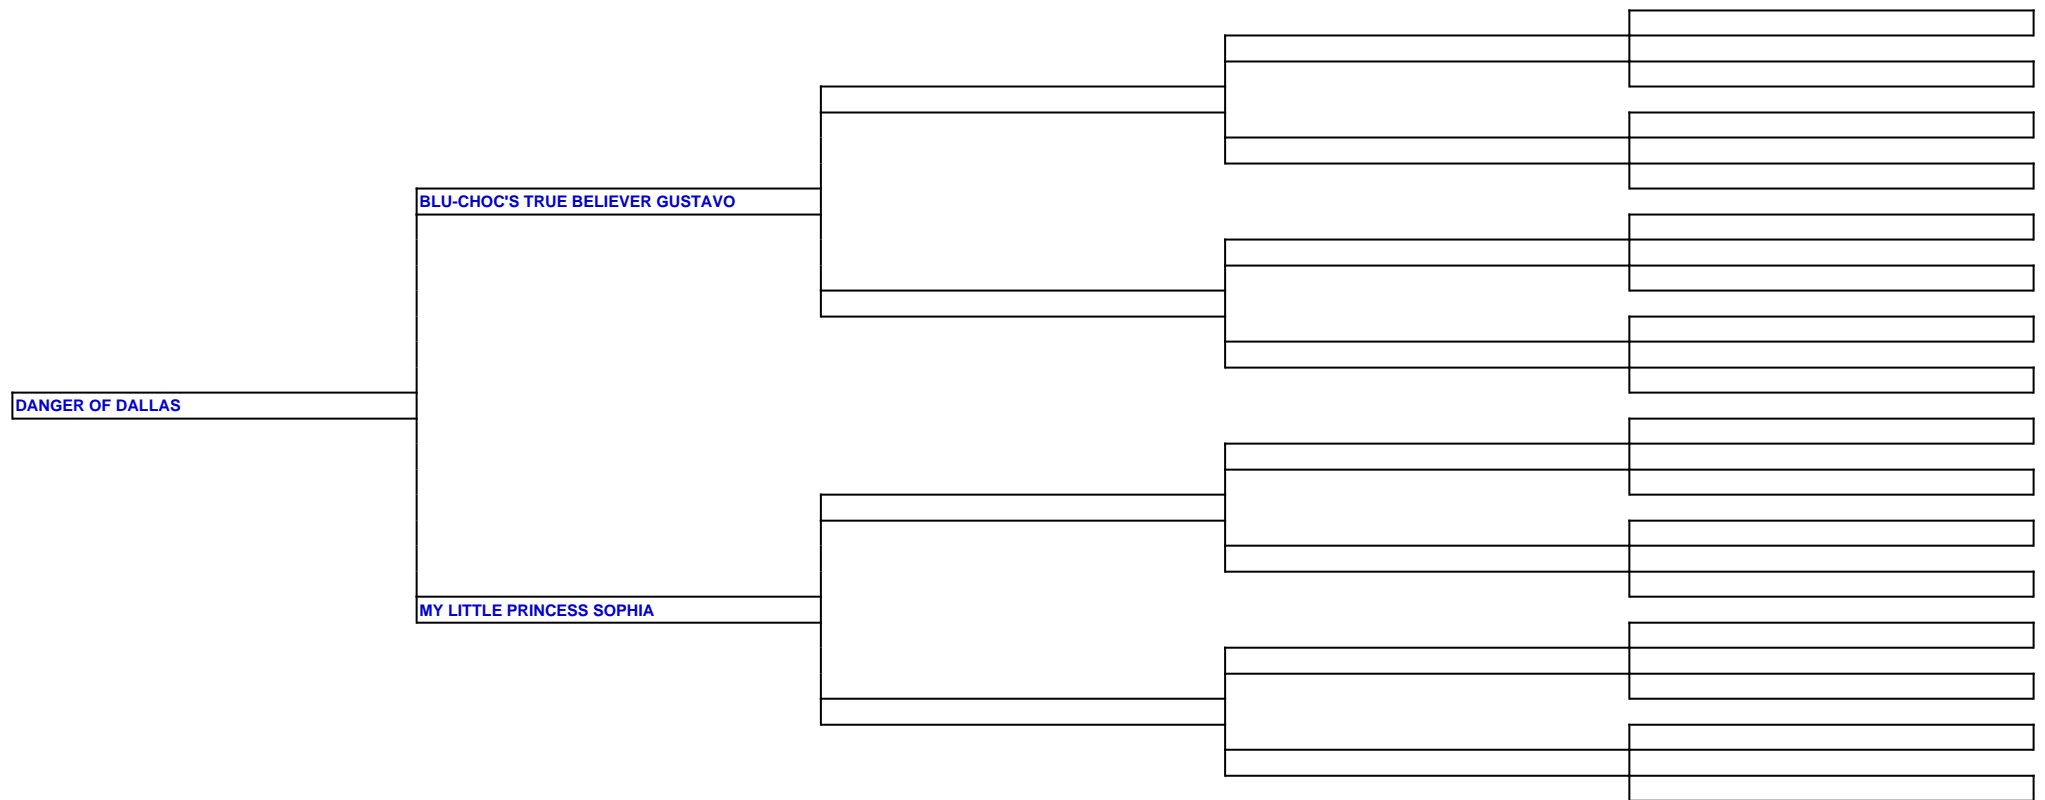 BLU-CHOC'S TRUE BELIEVER GUSTAVO
DANGER OF DALLAS
MY LITTLE PRINCESS SOPHIA